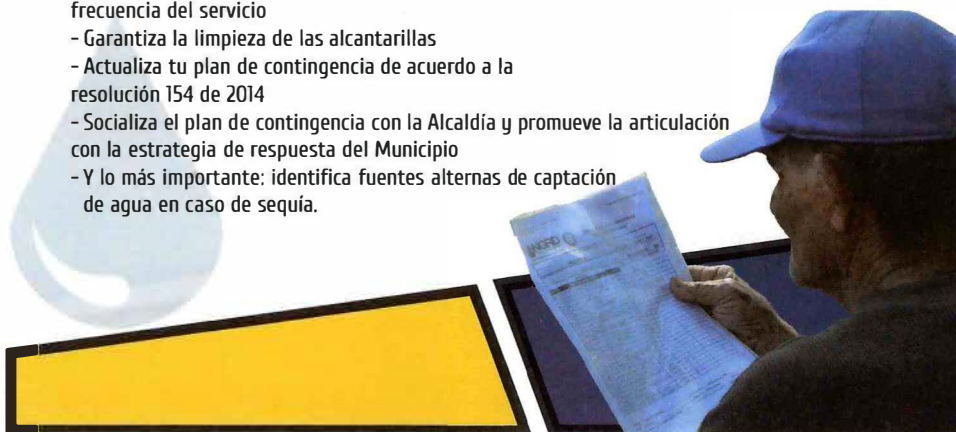 frecuencia del servicio
- Garantiza la limpieza de las alcantarillas
- Actualiza tu plan de contingencia de acuerdo a la
resolución 154 de 2014
- Socializa el plan de contingencia con la Alcaldía y promueve la articulación
con la estrategia de respuesta del Municipio
- Y lo más importante: identifica fuentes alternas de captación
de agua en caso de sequía.
UNGRD